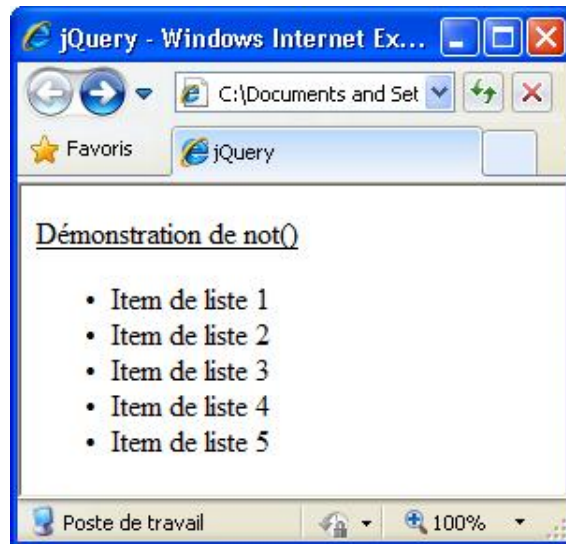 jQuery - Windows Internet Ex...
C:\Documents and Set
Favoris
jQuery
Démonstration de not()
• Item de liste 1
• Item de liste 2
• Item de liste 3
• Item de liste 4
• Item de liste 5
Poste de travail
100%